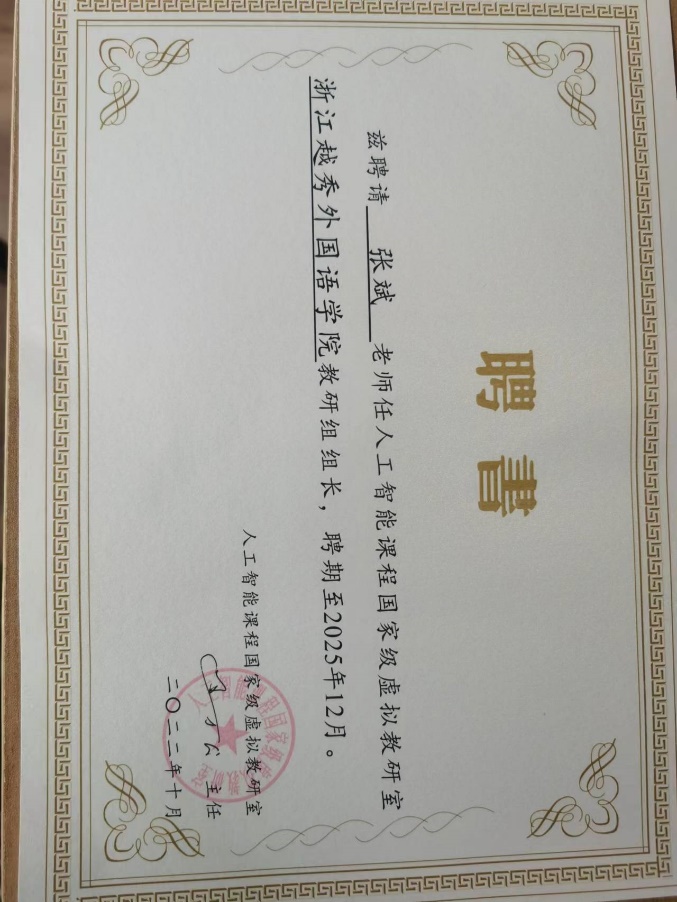 聘書
兹聘请 张斌 老师任人工智能课程国家级虚拟教研室
浙江越秀外国语学院教研组组长，聘期至2025年12月。
人工智能课程国家级虚拟教研室
主任
二〇二二年十月